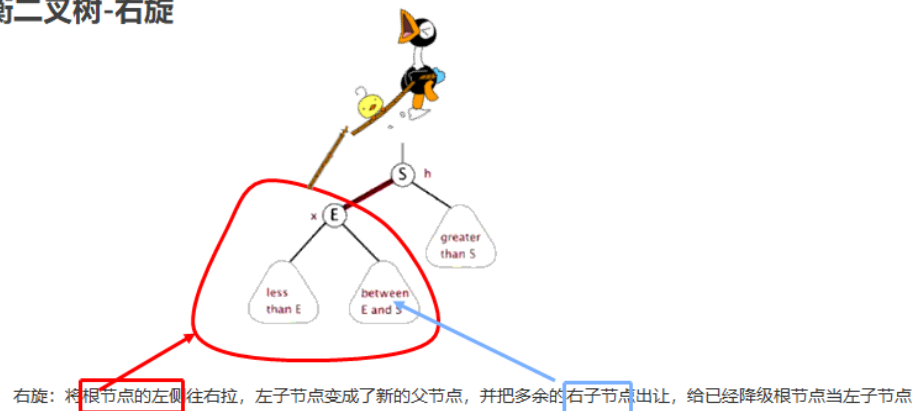 衡二叉树-右旋
S h
x E
greater
than S
less
than E
between
E and S
右旋：将根节点的左侧往右拉，左子节点变成了新的父节点，并把多余的右子节点出让，给已经降级根节点当左子节点